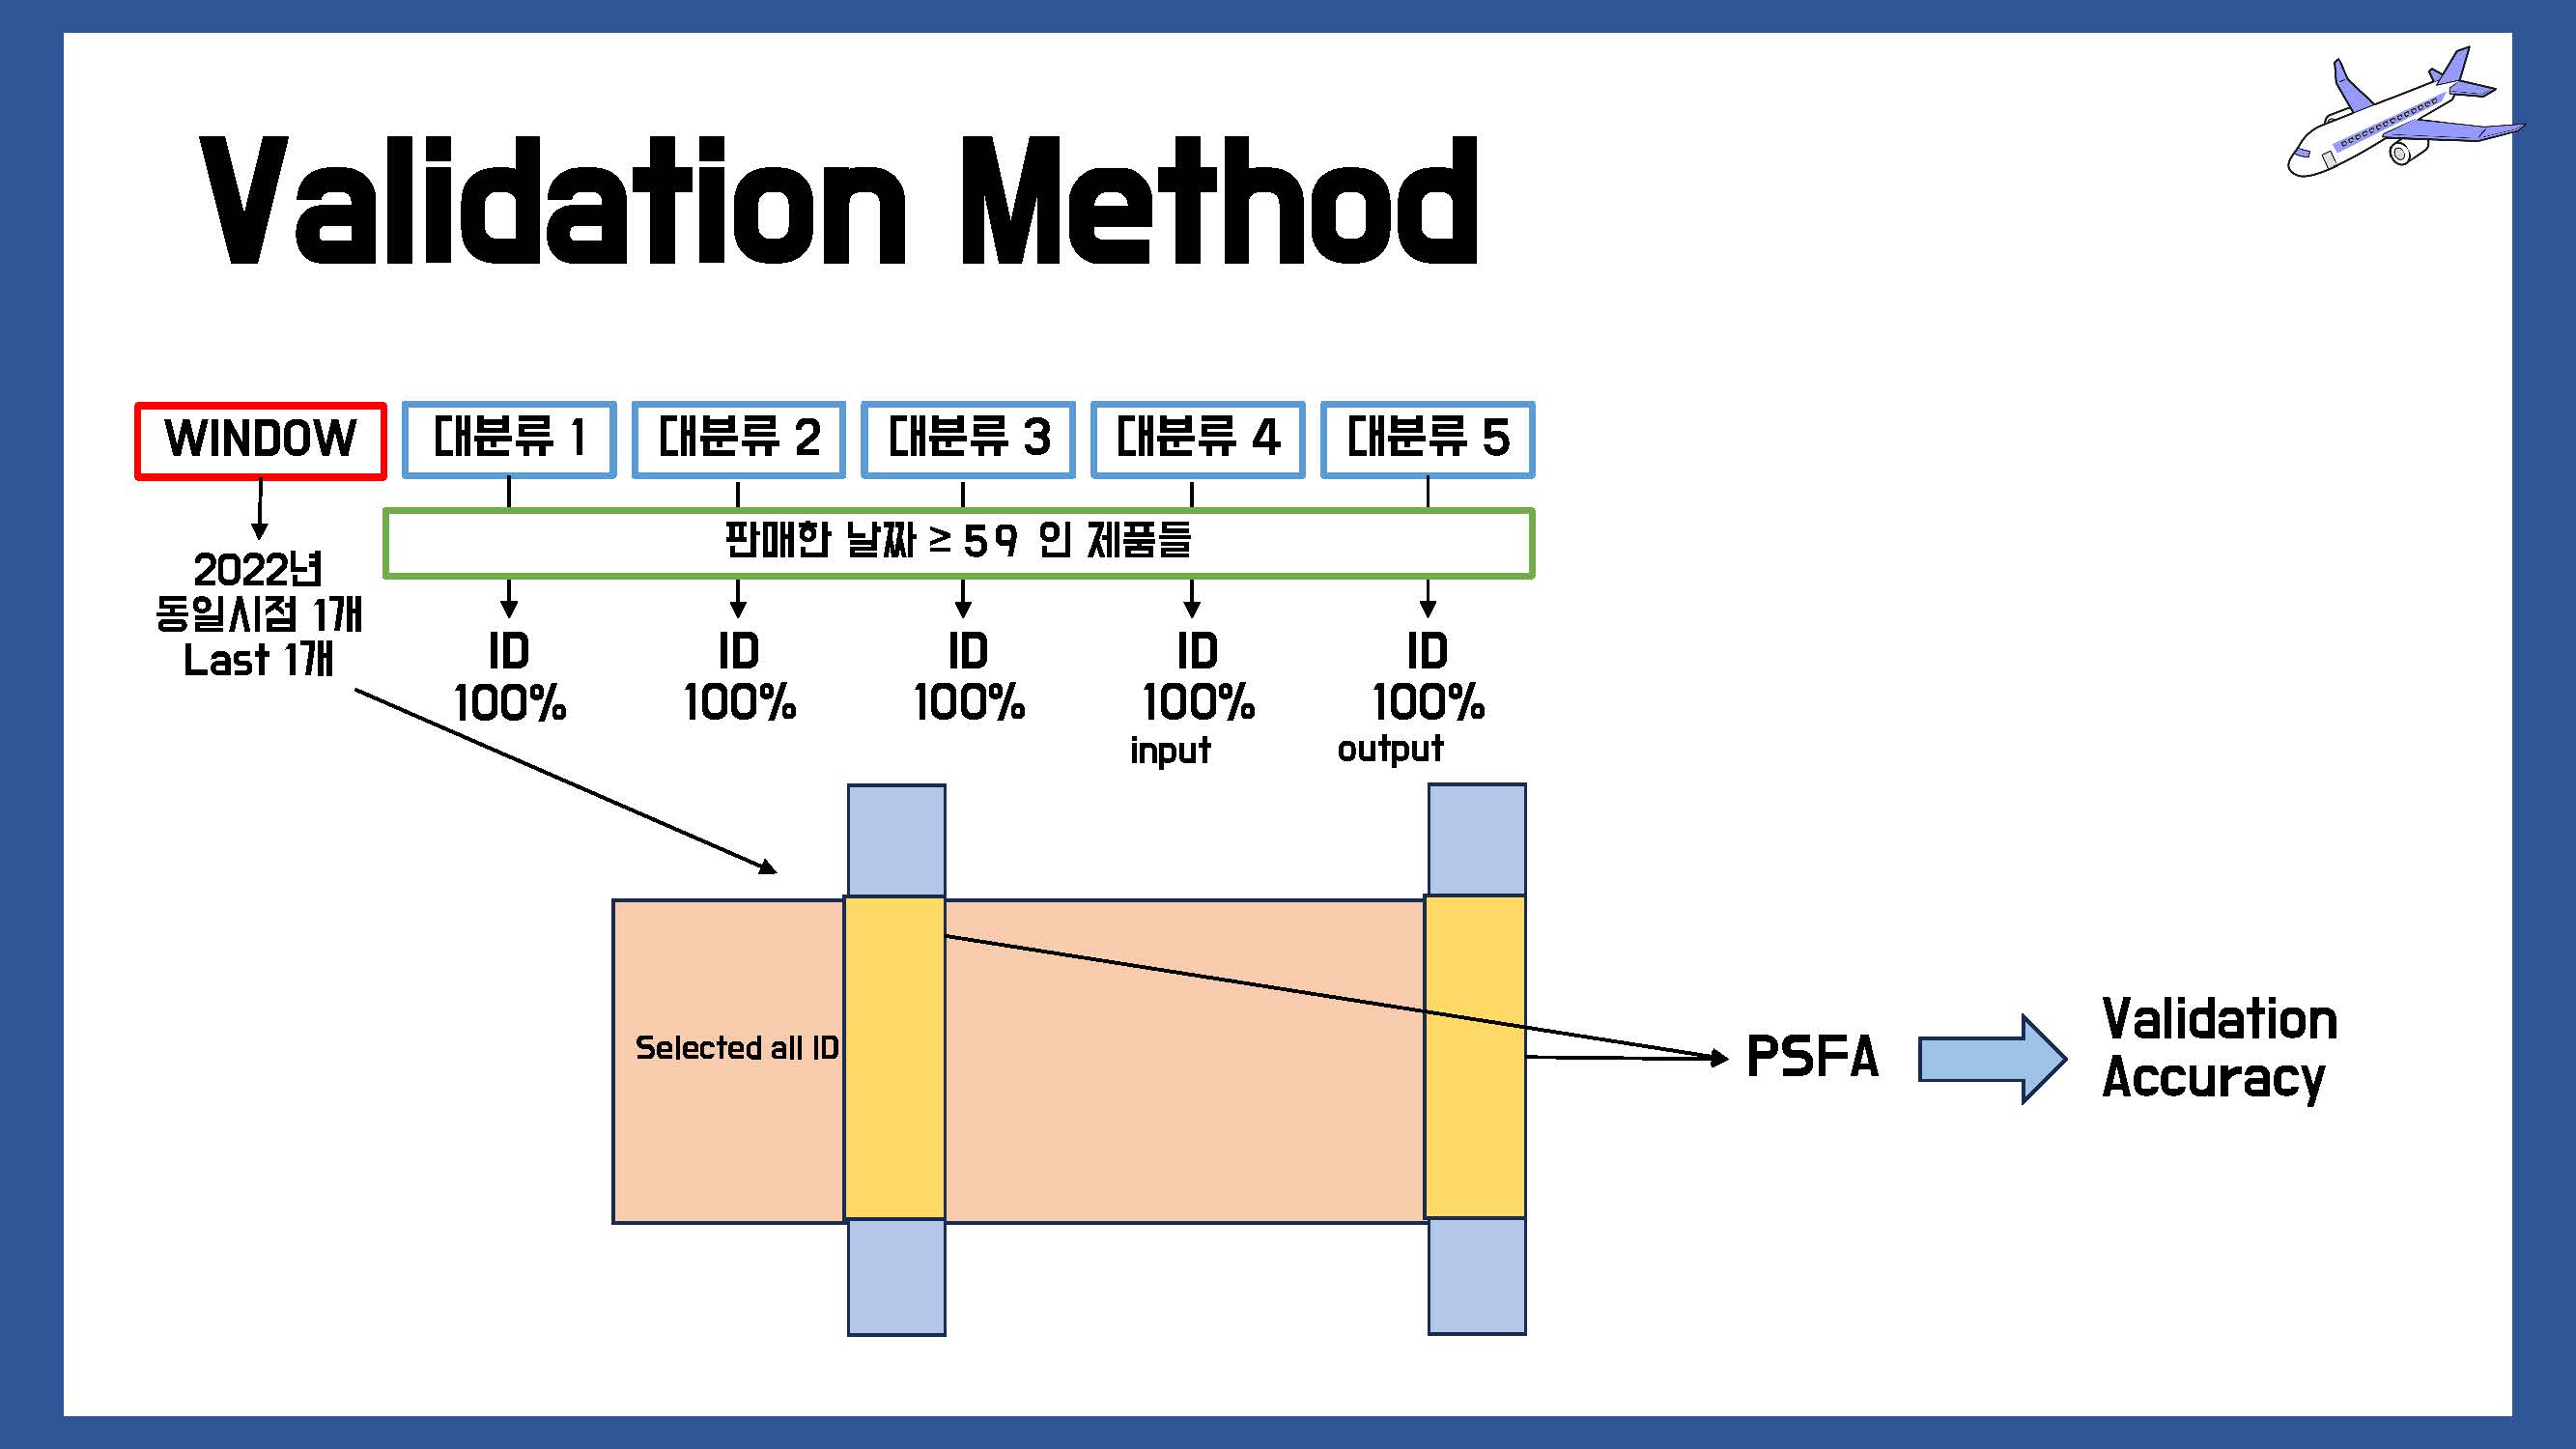 Validation Method
WINDOW
대분류 1
대분류 2
대분류 3
대분류 4
대분류 5
판매한 날짜 ≥ 59 인 제품들
2022년
동일시점 1개
Last 1개
ID
100%
ID
100%
ID
100%
ID
100%
input
ID
100%
output
Selected all ID
PSFA
Validation
Accuracy